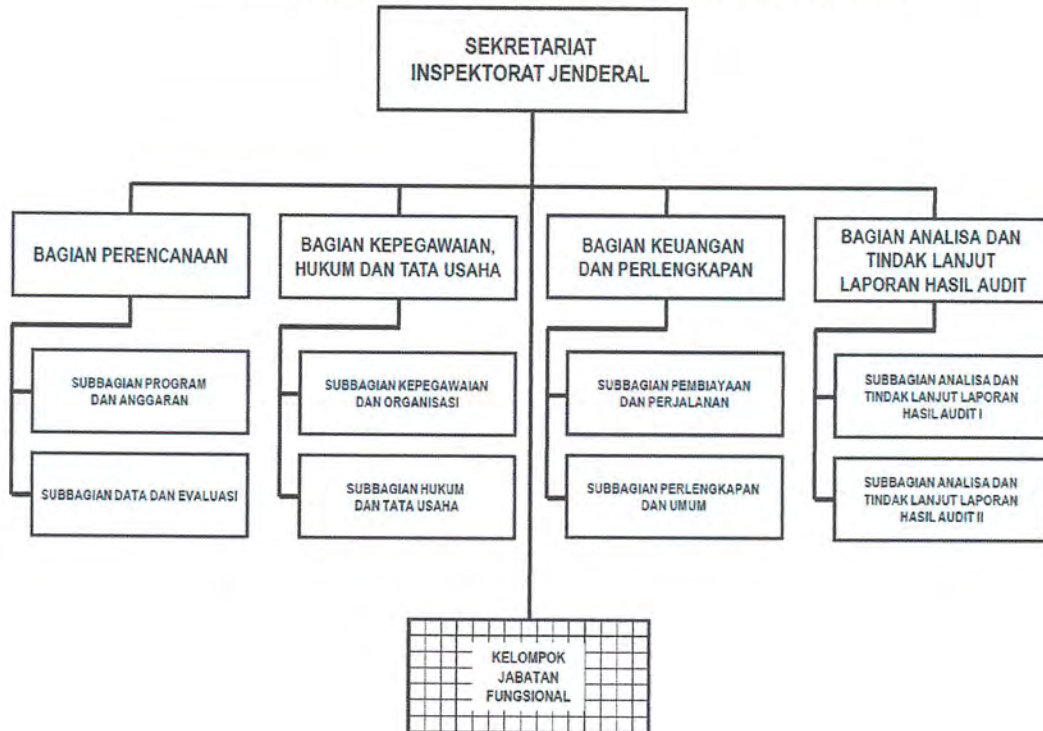 SEKRETARIAT
INSPEKTORAT JENDERAL
BAGIAN PERENCANAAN
BAGIAN KEPEGAWAIAN,
HUKUM DAN TATA USAHA
BAGIAN KEUANGAN
DAN PERLENGKAPAN
BAGIAN ANALISA DAN
TINDAK LANJUT
LAPORAN HASIL AUDIT
SUBBAGIAN PROGRAM
DAN ANGGARAN
SUBBAGIAN KEPEGAWAIAN
DAN ORGANISASI
SUBBAGIAN PEMBIAYAAN
DAN PERJALANAN
SUBBAGIAN ANALISA DAN
TINDAK LANJUT LAPORAN
HASIL AUDIT I
SUBBAGIAN DATA DAN EVALUASI
SUBBAGIAN HUKUM
DAN TATA USAHA
SUBBAGIAN PERLENGKAPAN
DAN UMUM
SUBBAGIAN ANALISA DAN
TINDAK LANJUT LAPORAN
HASIL AUDIT II
KELOMPOK
JABATAN
FUNGSIONAL